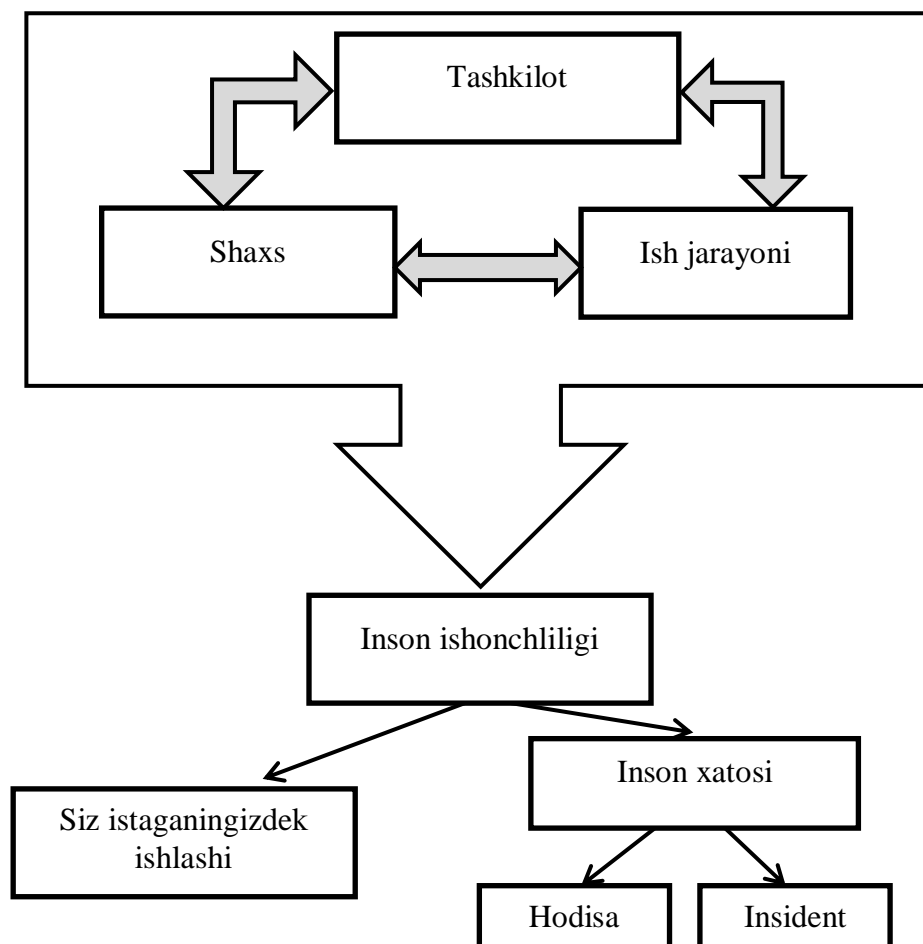 Tashkilot
Shaxs
Ish jarayoni
Inson ishonchliligi
Inson xatosi
Siz istaganingizdek
ishlashi
Hodisa
Insident